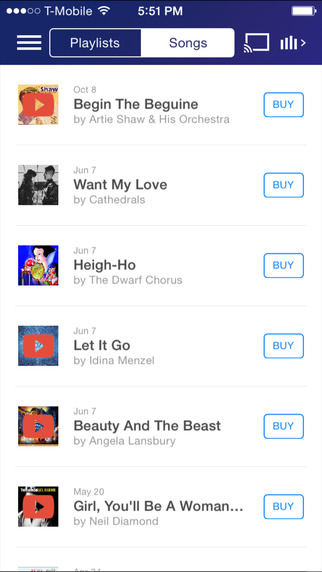 T-Mobile 5:51 PM
Playlists Songs
Oct 8
Begin The Beguine
by Artie Shaw & His Orchestra
BUY
Jun 7
Want My Love
by Cathedrals
BUY
Jun 7
Heigh-Ho
by The Dwarf Chorus
BUY
Jun 7
Let It Go
by Idina Menzel
BUY
Jun 7
Beauty And The Beast
by Angela Lansbury
BUY
May 20
Girl, You'll Be A Woman...
by Neil Diamond
BUY